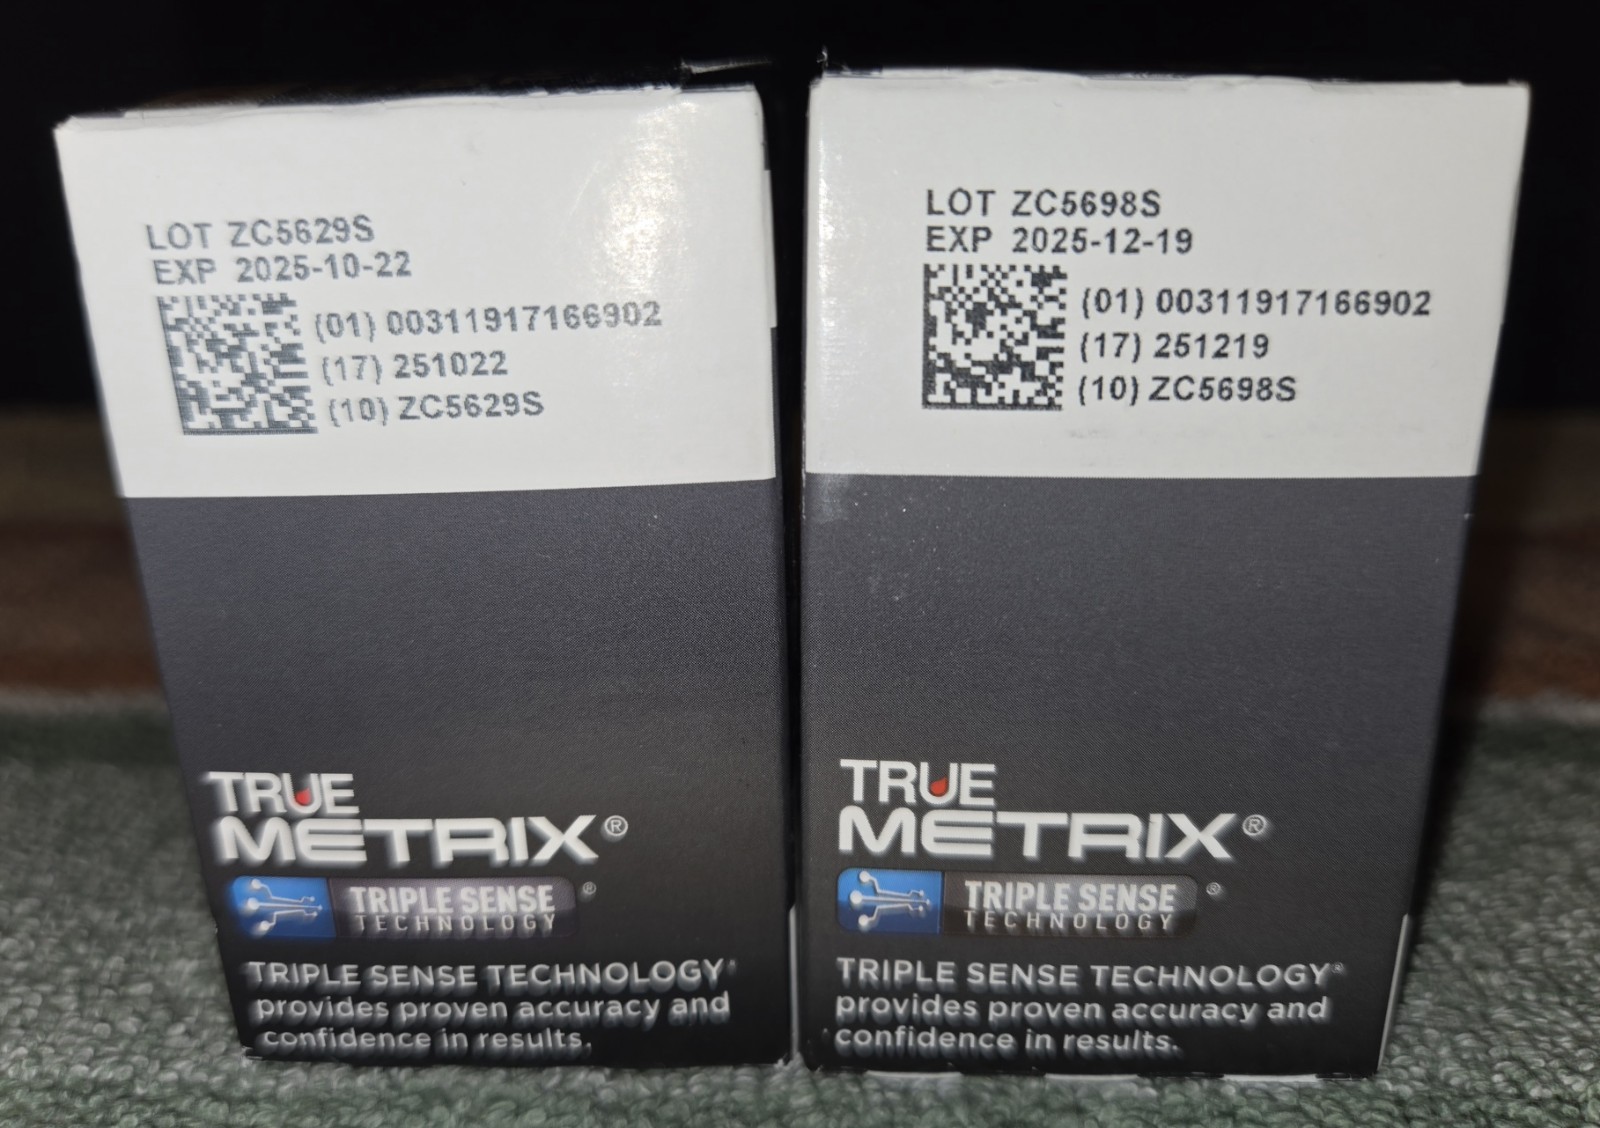 LOT ZC5629S
EXP 2025-10-22
(01) 00311917166902
(17) 251022
(10) ZC5629S
TRUE
METRIX®
TRIPLE SENSE ®
TECHNOLOGY
TRIPLE SENSE TECHNOLOGY®
provides proven accuracy and
confidence in results.
LOT ZC5698S
EXP 2025-12-19
(01) 00311917166902
(17) 251219
(10) ZC5698S
TRUE
METRIX®
TRIPLE SENSE ®
TECHNOLOGY
TRIPLE SENSE TECHNOLOGY®
provides proven accuracy and
confidence in results.